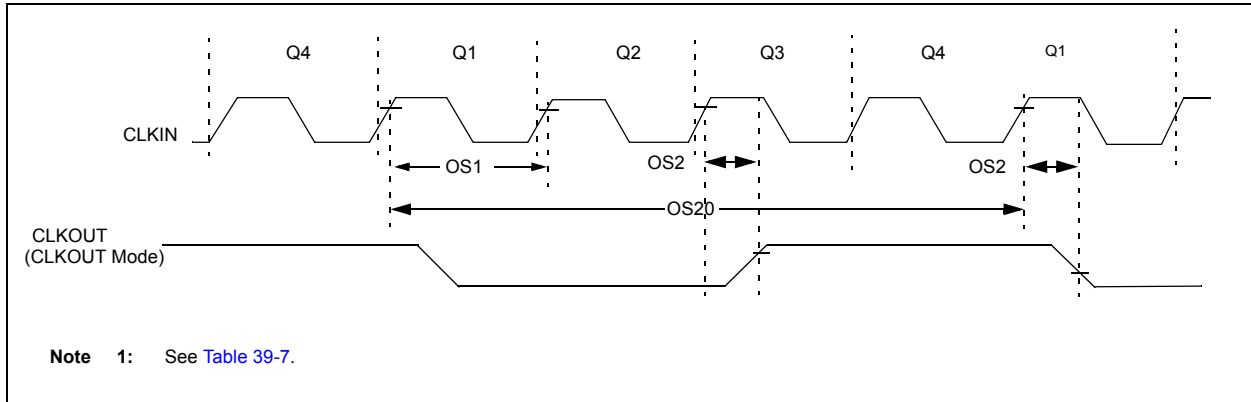 Q4 Q1 Q2 Q3 Q4 Q1
CLKIN
OS1 OS2 OS2
OS20
CLKOUT
(CLKOUT Mode)
Note 1: See Table 39-7.